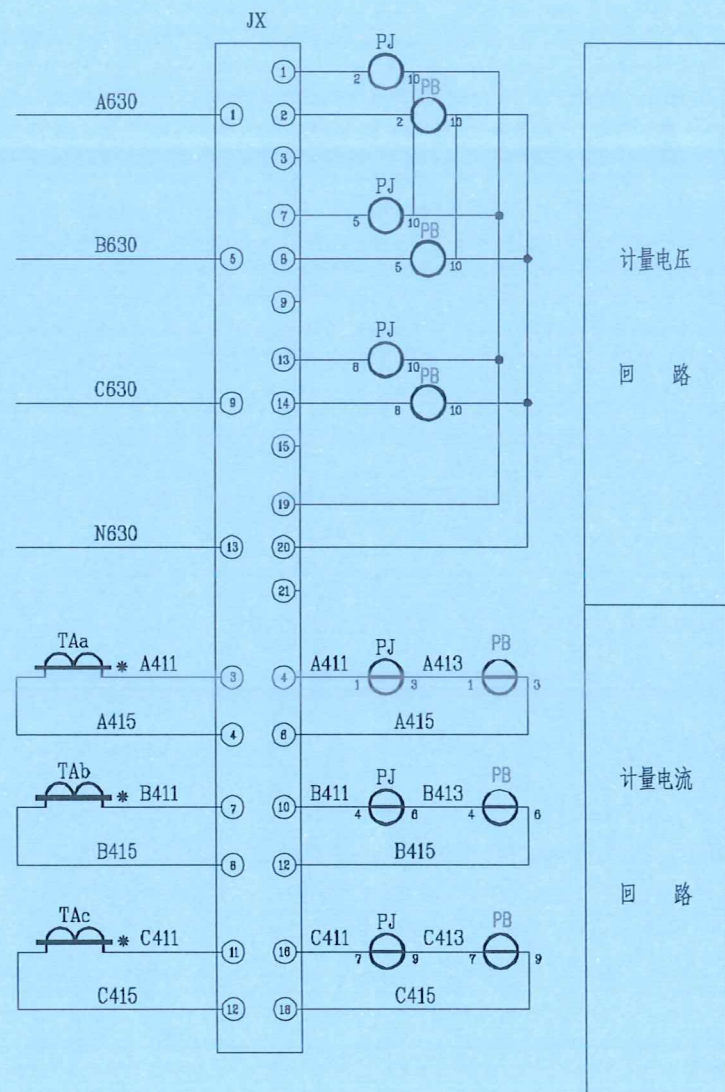 JX
PJ
1 2 10
PB
A630 1 2 2 10
3
PJ
7 5 10
PB
B630 5 8 5 10
计量电压
9
PJ
13 8 10
PB
回 路
C630 9 14 8 10
15
19
N630 13 20
21
TAa PJ PB
* A411 3 4 A411 1 3 A413 1 3
A415 4 6 A415
TAb PJ PB
计量电流
* B411 7 10 B411 4 6 B413 4 6
B415 8 12 B415
回 路
TAc PJ PB
* C411 11 16 C411 7 9 C413 7 9
C415 12 18 C415